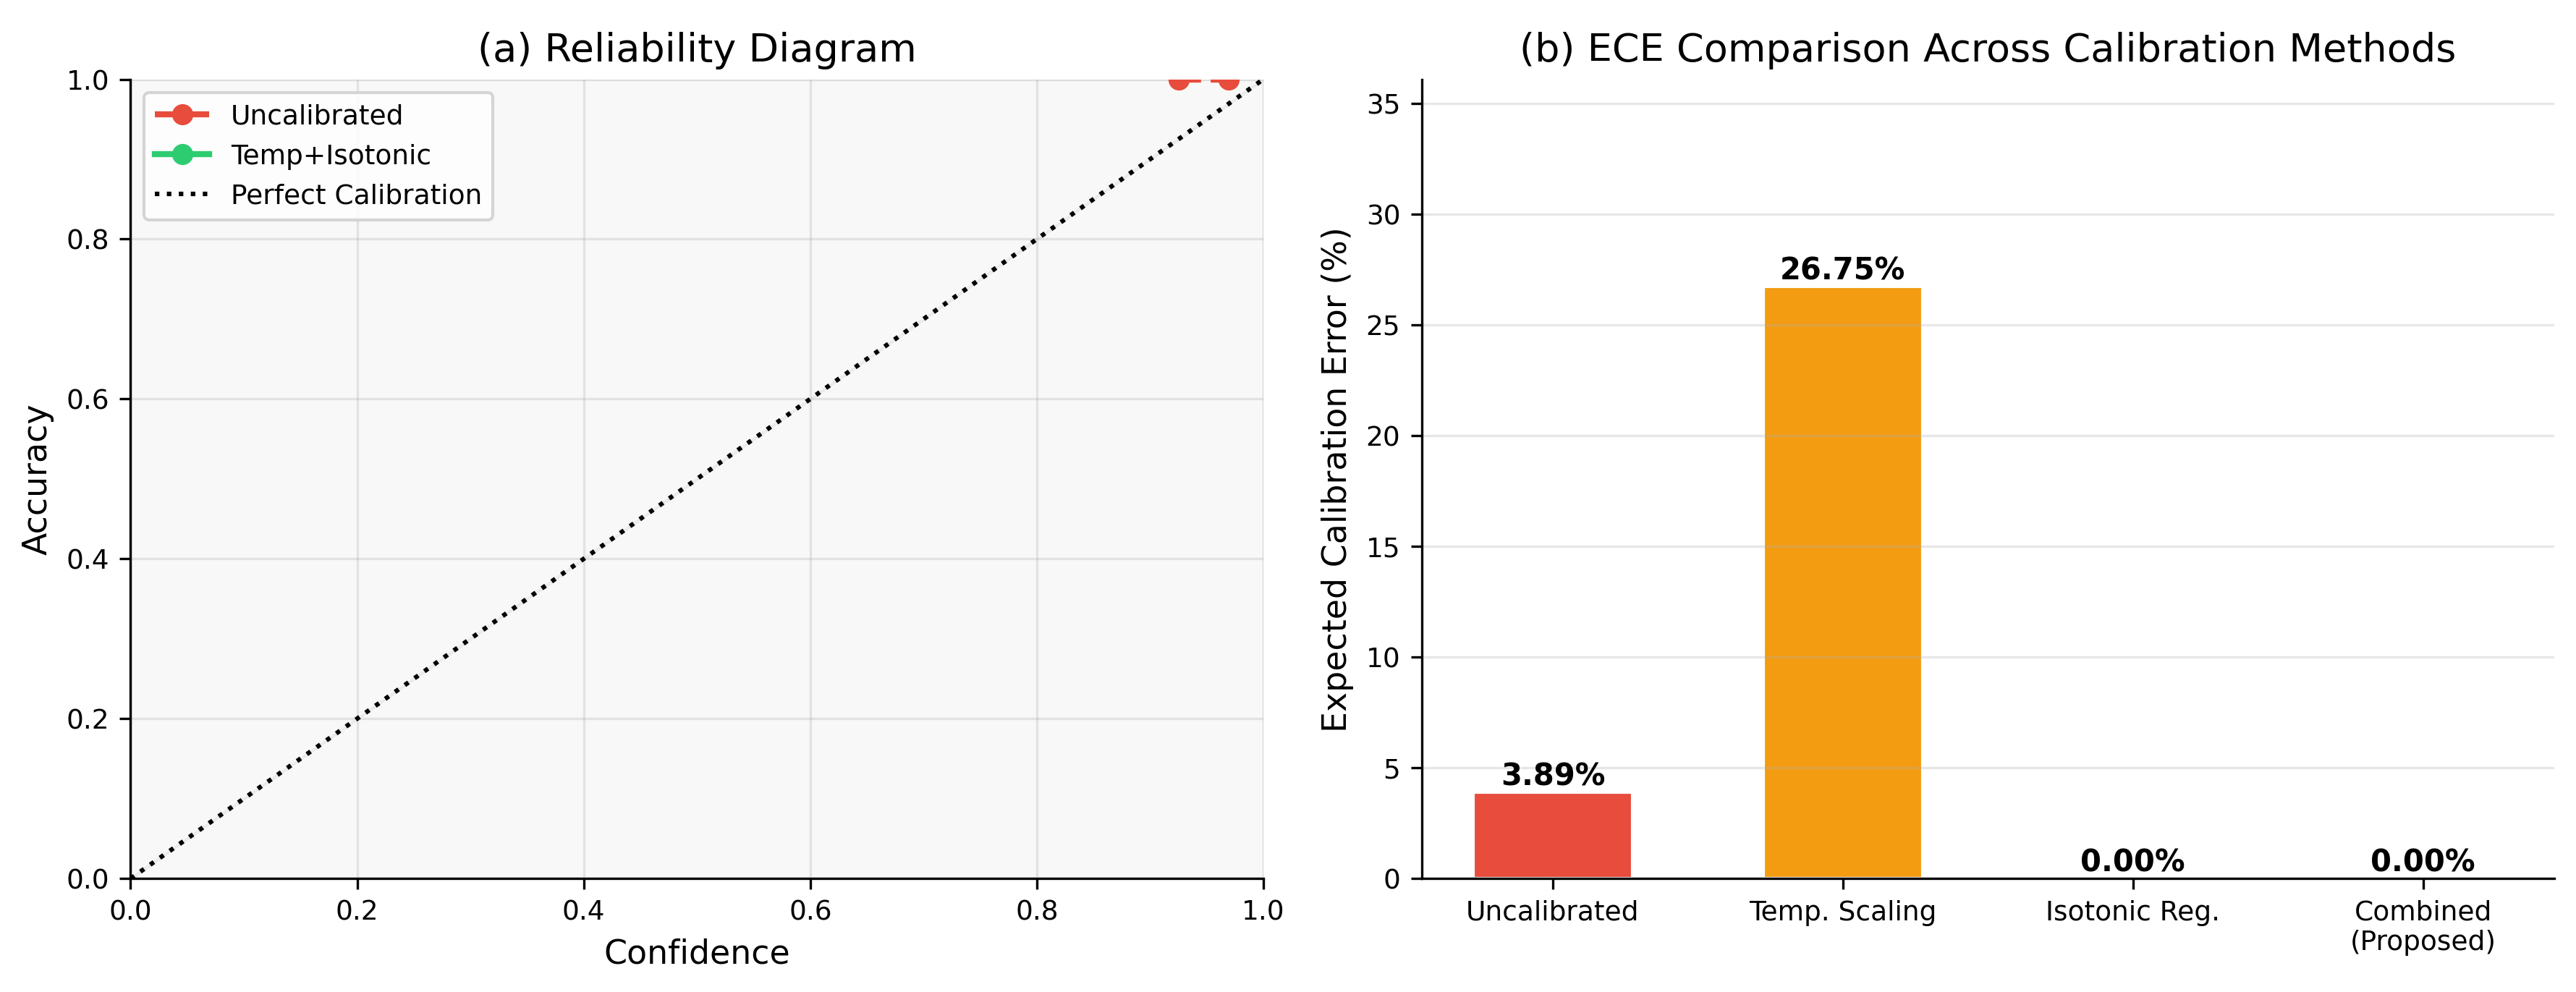 (a) Reliability Diagram
1.0
0.8
0.6
0.4
0.2
0.0
Accuracy
Uncalibrated
Temp+Isotonic
Perfect Calibration
0.0 0.2 0.4 0.6 0.8 1.0
Confidence
(b) ECE Comparison Across Calibration Methods
35
30
25
20
15
10
5
0
Expected Calibration Error (%)
3.89%
26.75%
0.00%
0.00%
Uncalibrated
Temp. Scaling
Isotonic Reg.
Combined
(Proposed)